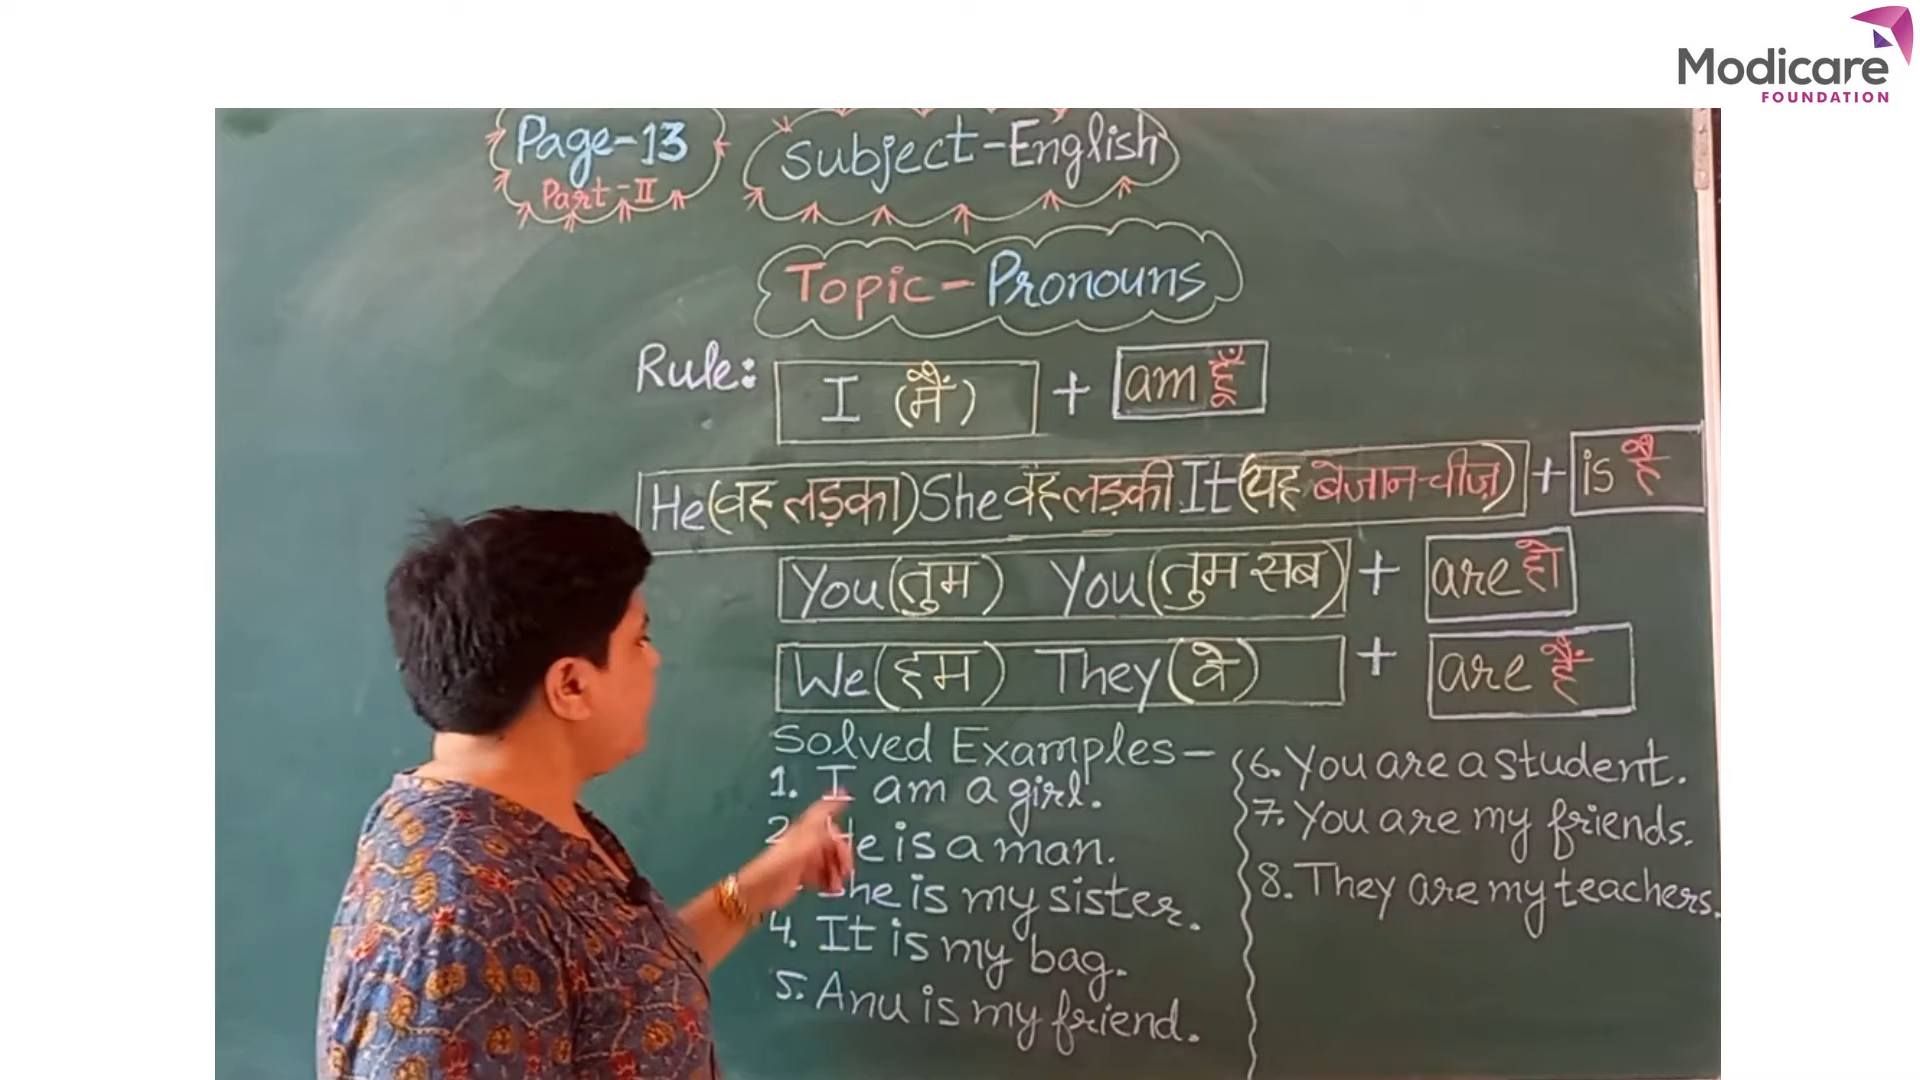 Modicare
FOUNDATION
Page-13
Part-II
Subject-English
Topic-Pronouns
Rule: I (मैं) + am हूँ
He(वह लड़का)She वह लड़की It(यह बेजान-चीज़) + is है
You(तुम) You(तुम सब) + are हो
We(हम) They(वे) + are हैं
Solved Examples-
1. I am a girl.
2. He is a man.
She is my sister.
4. It is my bag.
5. Anu is my friend.
6. You are a student.
7. You are my friends.
8. They are my teachers.